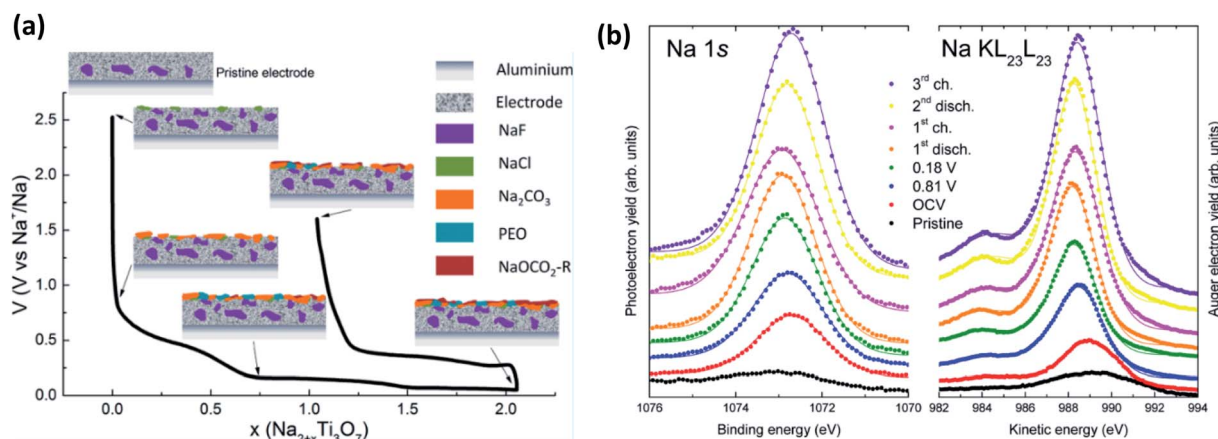 (a)
Pristine electrode
Aluminium
Electrode
NaF
NaCl
Na₂CO₃
PEO
NaOCO₂-R
V (V vs Na⁺/Na)
2.5
2.0
1.5
1.0
0.5
0.0
0.0
0.5
1.0
1.5
2.0
x (Na₂₊ₓTi₃O₇)
(b)
Na 1s
Na KL₂₃L₂₃
3ʳᵈ ch.
2ⁿᵈ disch.
1ˢᵗ ch.
1ˢᵗ disch.
0.18 V
0.81 V
OCV
Pristine
Photoelectron yield (arb. units)
Auger electron yield (arb. units)
1076
1074
1072
1070
Binding energy (eV)
982
984
986
988
990
992
994
Kinetic energy (eV)